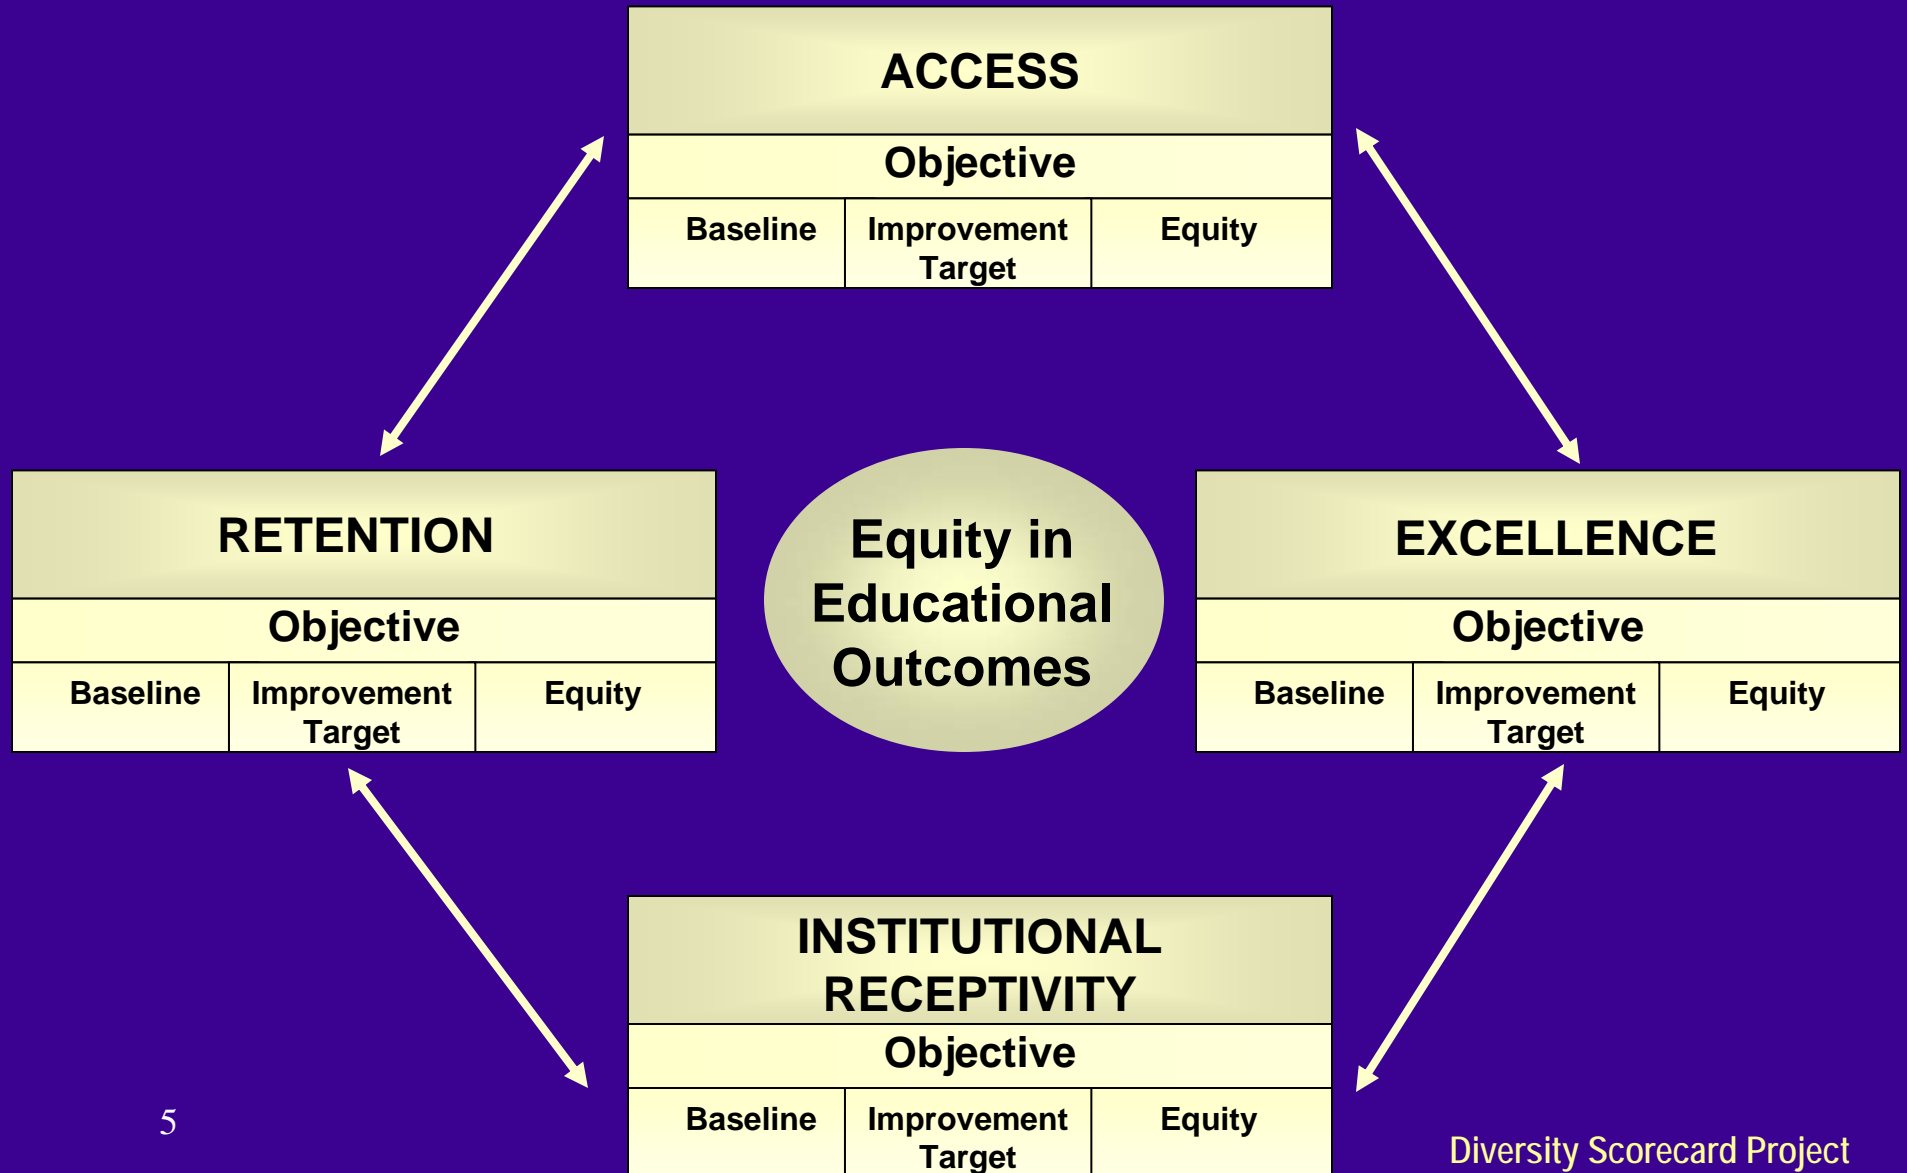 ACCESS
Objective
Baseline Improvement Equity
Target
RETENTION
Objective
Baseline Improvement Equity
Target
Equity in
Educational
Outcomes
EXCELLENCE
Objective
Baseline Improvement Equity
Target
INSTITUTIONAL
RECEPTIVITY
Objective
Baseline Improvement Equity
Target
5
Diversity Scorecard Project